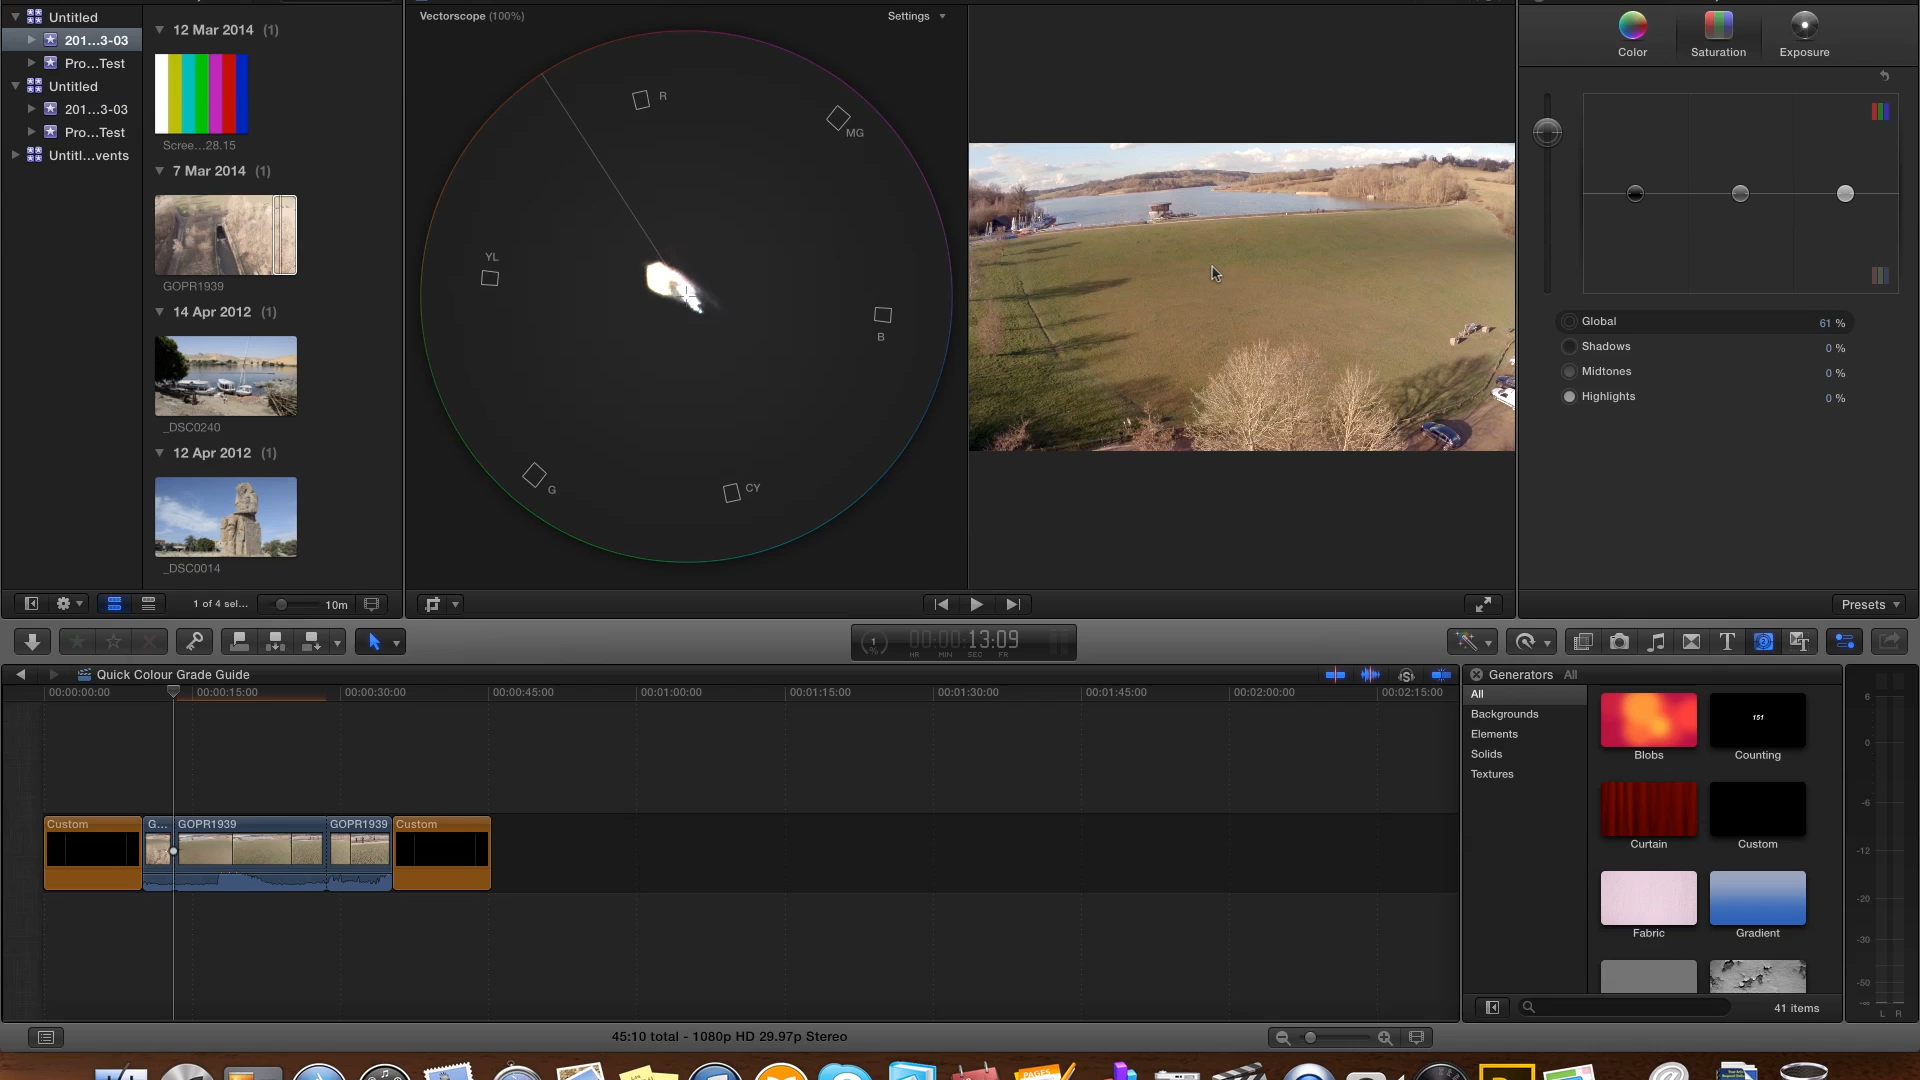 Untitled
201...3-03
Pro...Test
Untitled
201...3-03
Pro...Test
Untitl...vents
12 Mar 2014 (1)
Scree...28.15
7 Mar 2014 (1)
GOPR1939
14 Apr 2012 (1)
_DSC0240
12 Apr 2012 (1)
_DSC0014
1 of 4 sel...
10m
Vectorscope (100%)
Settings
R
MG
YL
B
G
CY
Color
Saturation
Exposure
Global 61 %
Shadows 0 %
Midtones 0 %
Highlights 0 %
Presets
1
%
00:00:13:09
HR MIN SEC FR
T
Quick Colour Grade Guide
00:00:00:00
00:00:15:00
00:00:30:00
00:00:45:00
00:01:00:00
00:01:15:00
00:01:30:00
00:01:45:00
00:02:00:00
00:02:15:00
Custom
G...
GOPR1939
GOPR1939
Custom
Generators All
All
Backgrounds
Elements
Solids
Textures
151
Blobs
Counting
Curtain
Custom
Fabric
Gradient
41 items
6
0
-6
-12
-20
-30
-50
-∞
L R
45:10 total - 1080p HD 29.97p Stereo
PAGES